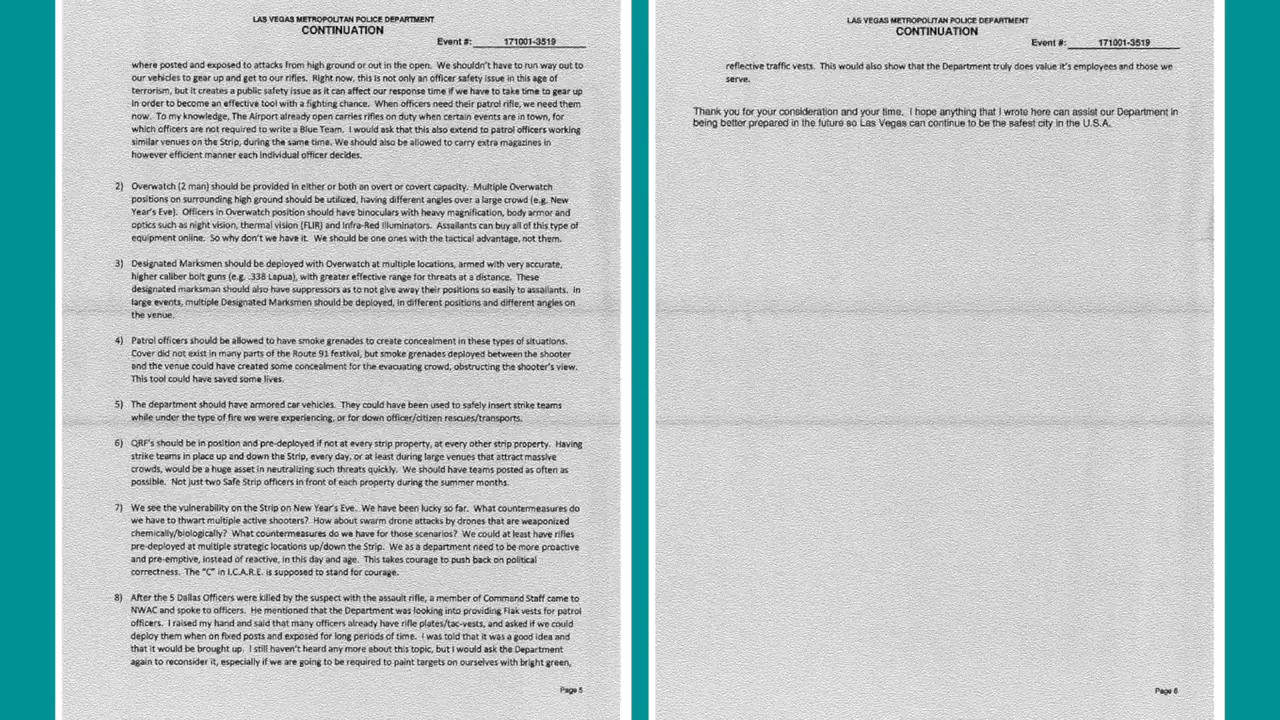 LAS VEGAS METROPOLITAN POLICE DEPARTMENT
CONTINUATION
Event #: 171001-3519
where posted and exposed to attacks from high ground or out in the open. We shouldn't have to run way out to
our vehicles to gear up and get to our rifles. Right now, this is not only an officer safety issue in this age of
terrorism, but it creates a public safety issue as it can affect our response time if we have to take time to gear up
in order to become an effective tool with a fighting chance. When officers need their patrol rifle, we need them
now. To my knowledge, The Airport already open carries rifles on duty when certain events are in town, for
which officers are not required to write a Blue Team. I would ask that this also extend to patrol officers working
similar venues on the Strip, during the same time. We should also be allowed to carry extra magazines in
however efficient manner each individual officer decides.
2) Overwatch (2 man) should be provided in either or both an overt or covert capacity. Multiple Overwatch
positions on surrounding high ground should be utilized, having different angles over a large crowd (e.g. New
Year's Eve). Officers in Overwatch position should have binoculars with heavy magnification, body armor and
optics such as night vision, thermal vision (FLIR) and Infra-Red Illuminators. Assailants can buy all of this type of
equipment online. So why don't we have it. We should be one ones with the tactical advantage, not them.
3) Designated Marksmen should be deployed with Overwatch at multiple locations, armed with very accurate,
higher caliber bolt guns (e.g. .338 Lapua), with greater effective range for threats at a distance. These
designated marksman should also have suppressors as to not give away their positions so easily to assailants. In
large events, multiple Designated Marksmen should be deployed, in different positions and different angles on
the venue.
4) Patrol officers should be allowed to have smoke grenades to create concealment in these types of situations.
Cover did not exist in many parts of the Route 91 festival, but smoke grenades deployed between the shooter
and the venue could have created some concealment for the evacuating crowd, obstructing the shooter's view.
This tool could have saved some lives.
5) The department should have armored car vehicles. They could have been used to safely insert strike teams
while under the type of fire we were experiencing, or for down officer/citizen rescues/transports.
6) QRF's should be in position and pre-deployed if not at every strip property, at every other strip property. Having
strike teams in place up and down the Strip, every day, or at least during large venues that attract massive
crowds, would be a huge asset in neutralizing such threats quickly. We should have teams posted as often as
possible. Not just two Safe Strip officers in front of each property during the summer months.
7) We see the vulnerability on the Strip on New Year's Eve. We have been lucky so far. What countermeasures do
we have to thwart multiple active shooters? How about swarm drone attacks by drones that are weaponized
chemically/biologically? What countermeasures do we have for those scenarios? We could at least have rifles
pre-deployed at multiple strategic locations up/down the Strip. We as a department need to be more proactive
and pre-emptive, instead of reactive, in this day and age. This takes courage to push back on political
correctness. The "C" in I.C.A.R.E. is supposed to stand for courage.
8) After the 5 Dallas Officers were killed by the suspect with the assault rifle, a member of Command Staff came to
NWAC and spoke to officers. He mentioned that the Department was looking into providing Flak vests for patrol
officers. I raised my hand and said that many officers already have rifle plates/tac-vests, and asked if we could
deploy them when on fixed posts and exposed for long periods of time. I was told that it was a good idea and
that it would be brought up. I still haven't heard any more about this topic, but I would ask the Department
again to reconsider it, especially if we are going to be required to paint targets on ourselves with bright green,
Page 5
LAS VEGAS METROPOLITAN POLICE DEPARTMENT
CONTINUATION
Event #: 171001-3519
reflective traffic vests. This would also show that the Department truly does value it's employees and those we
serve.
Thank you for your consideration and your time. I hope anything that I wrote here can assist our Department in
being better prepared in the future so Las Vegas can continue to be the safest city in the U.S.A.
Page 6